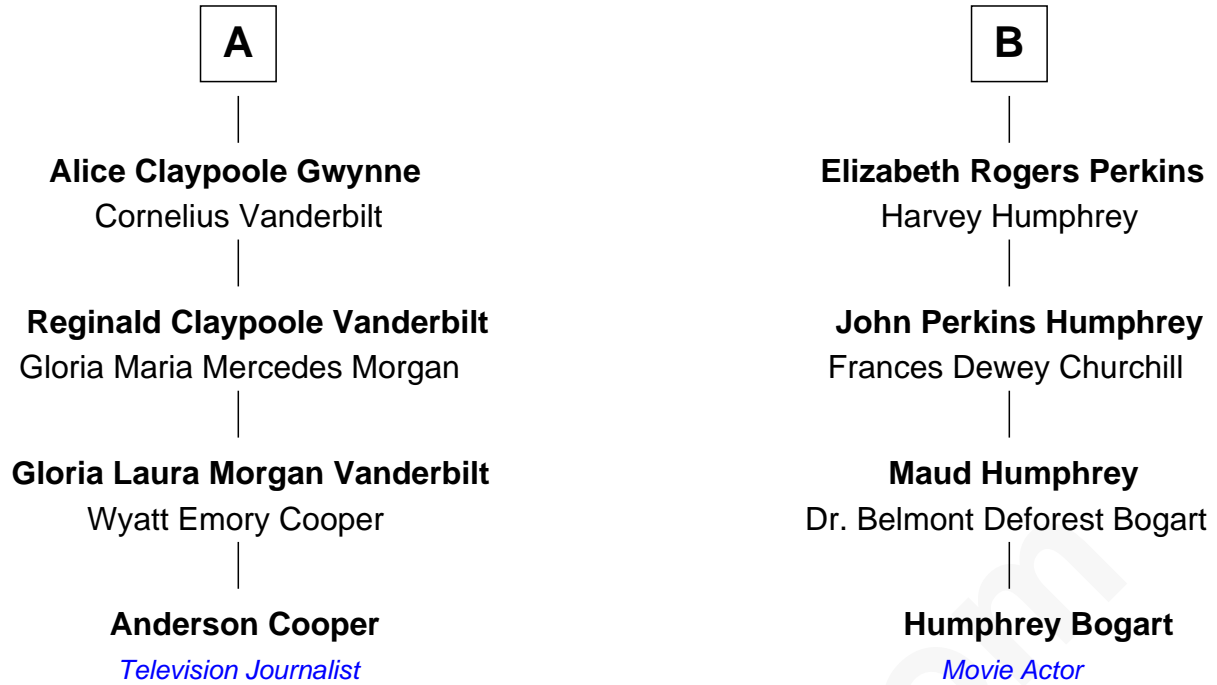 A
Alice Claypoole Gwynne
Cornelius Vanderbilt
Reginald Claypoole Vanderbilt
Gloria Maria Mercedes Morgan
Gloria Laura Morgan Vanderbilt
Wyatt Emory Cooper
Anderson Cooper
Television Journalist
B
Elizabeth Rogers Perkins
Harvey Humphrey
John Perkins Humphrey
Frances Dewey Churchill
Maud Humphrey
Dr. Belmont Deforest Bogart
Humphrey Bogart
Movie Actor
om